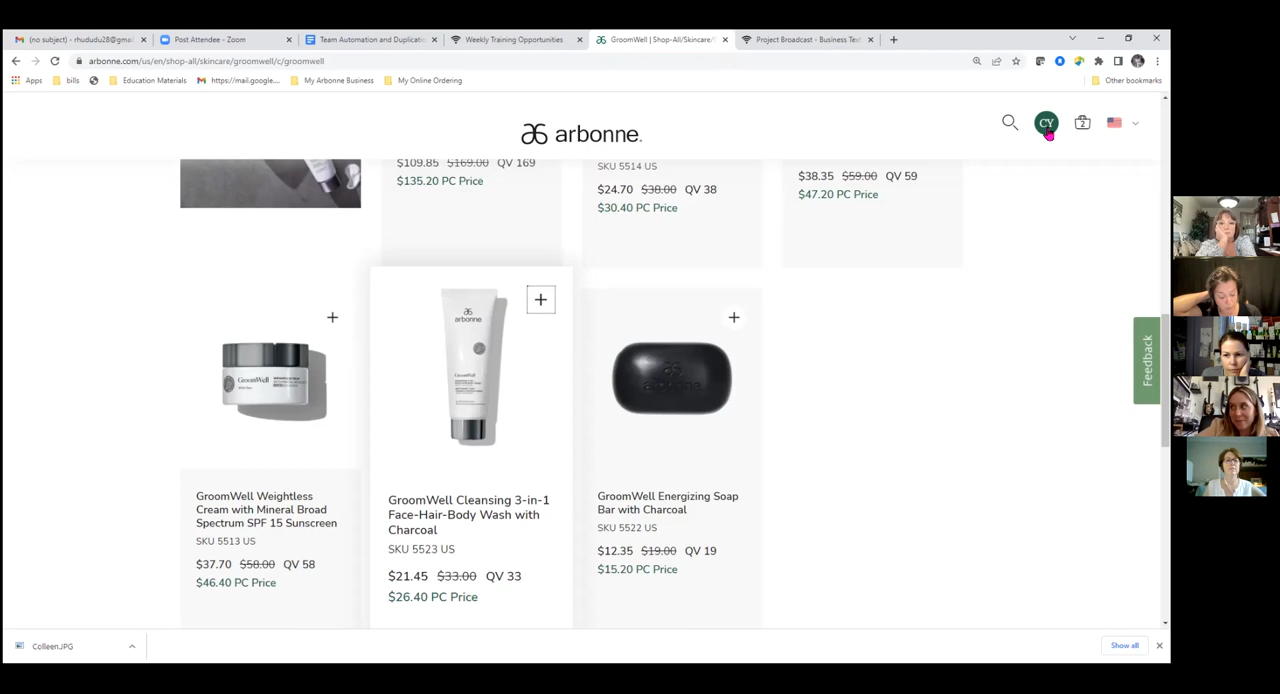 (no subject) - rhududu28@gmai
Post Attendee - Zoom
Team Automation and Duplicatio
Weekly Training Opportunities
GroomWell | Shop-All/Skincare/
Project Broadcast - Business Tex
arbonne.com/us/en/shop-all/skincare/groomwell/c/groomwell
Apps
bills
Education Materials
https://mail.google....
My Arbonne Business
My Online Ordering
Other bookmarks
arbonne.
CY
2
$109.85 $169.00 QV 169
$135.20 PC Price
SKU 5514 US
$24.70 $38.00 QV 38
$30.40 PC Price
$38.35 $59.00 QV 59
$47.20 PC Price
arbonne
GroomWell
GroomWell
Feedback
GroomWell Weightless
Cream with Mineral Broad
Spectrum SPF 15 Sunscreen
SKU 5513 US
$37.70 $58.00 QV 58
$46.40 PC Price
GroomWell Cleansing 3-in-1
Face-Hair-Body Wash with
Charcoal
SKU 5523 US
$21.45 $33.00 QV 33
$26.40 PC Price
GroomWell Energizing Soap
Bar with Charcoal
SKU 5522 US
$12.35 $19.00 QV 19
$15.20 PC Price
Colleen.JPG
Show all